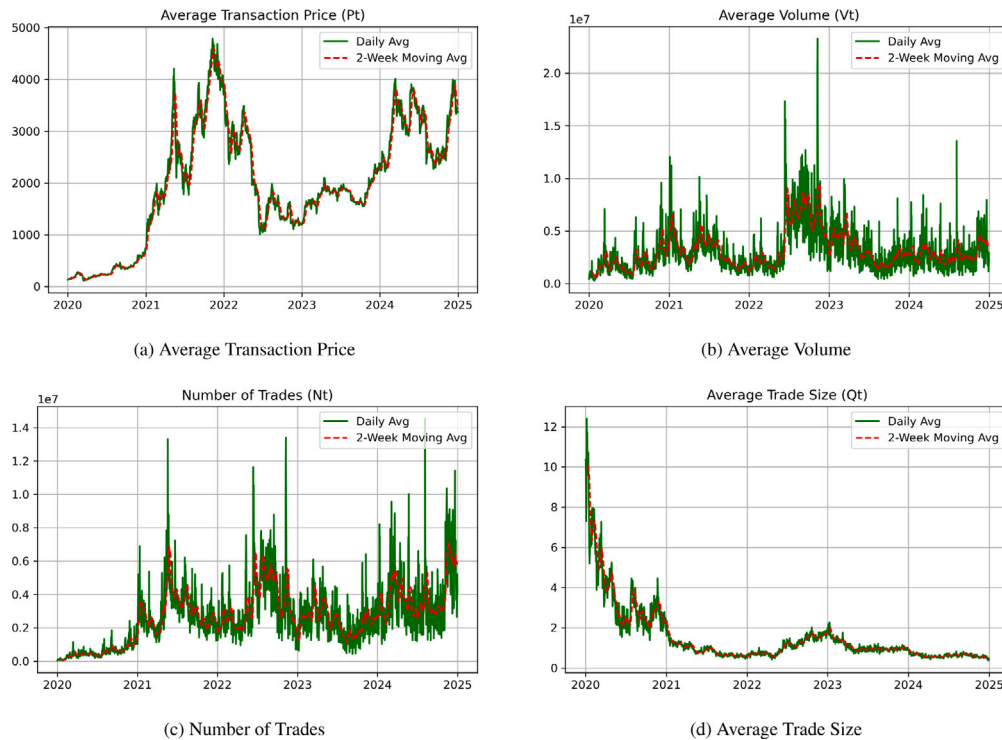 Average Transaction Price (Pt)
5000
4000
3000
2000
1000
0
Daily Avg
2-Week Moving Avg
2020 2021 2022 2023 2024 2025
(a) Average Transaction Price
Average Volume (Vt)
1e7
2.0
1.5
1.0
0.5
0.0
Daily Avg
2-Week Moving Avg
2020 2021 2022 2023 2024 2025
(b) Average Volume
Number of Trades (Nt)
1e7
1.4
1.2
1.0
0.8
0.6
0.4
0.2
0.0
Daily Avg
2-Week Moving Avg
2020 2021 2022 2023 2024 2025
(c) Number of Trades
Average Trade Size (Qt)
12
10
8
6
4
2
0
Daily Avg
2-Week Moving Avg
2020 2021 2022 2023 2024 2025
(d) Average Trade Size